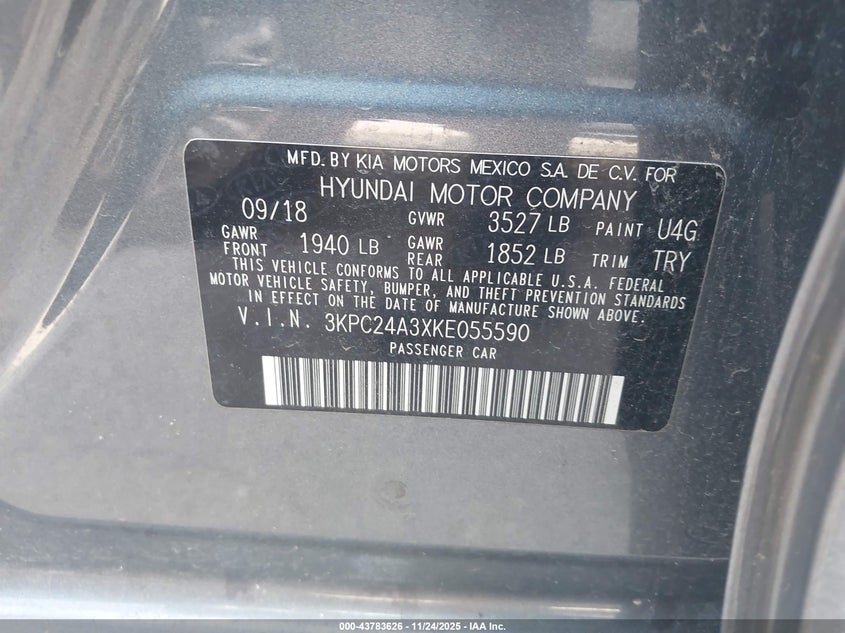 MFD. BY KIA MOTORS MEXICO S.A. DE C.V. FOR
HYUNDAI MOTOR COMPANY
09/18 GVWR 3527 LB PAINT U4G
GAWR FRONT 1940 LB GAWR REAR 1852 LB TRIM TRY
THIS VEHICLE CONFORMS TO ALL APPLICABLE U.S.A. FEDERAL
MOTOR VEHICLE SAFETY, BUMPER, AND THEFT PREVENTION STANDARDS
IN EFFECT ON THE DATE OF MANUFACTURE SHOWN ABOVE.
V.I.N. 3KPC24A3XKE055590
PASSENGER CAR
000-43783626 - 11/24/2025 - IAA Inc.